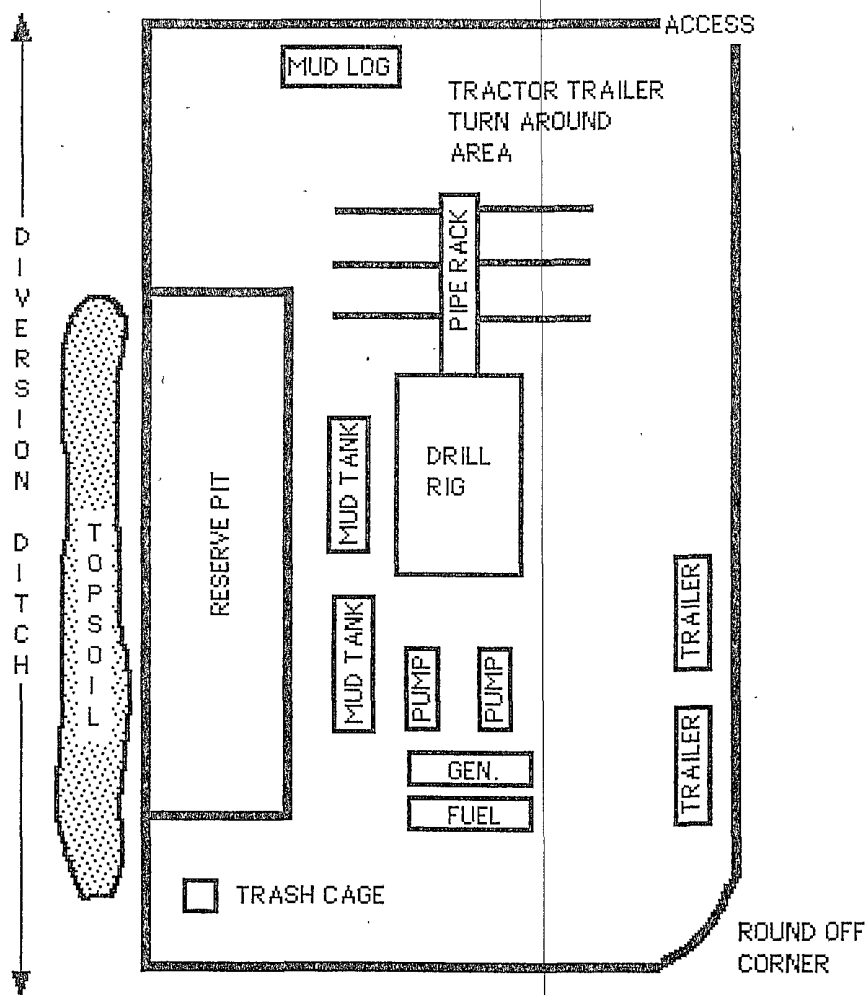 ACCESS
MUD LOG
TRACTOR TRAILER
TURN AROUND
AREA
PIPE RACK
DIVERSION DITCH
TOPSOIL
RESERVE PIT
MUD TANK
DRILL
RIG
MUD TANK
PUMP
PUMP
TRAILER
TRAILER
GEN.
FUEL
TRASH CAGE
ROUND OFF
CORNER